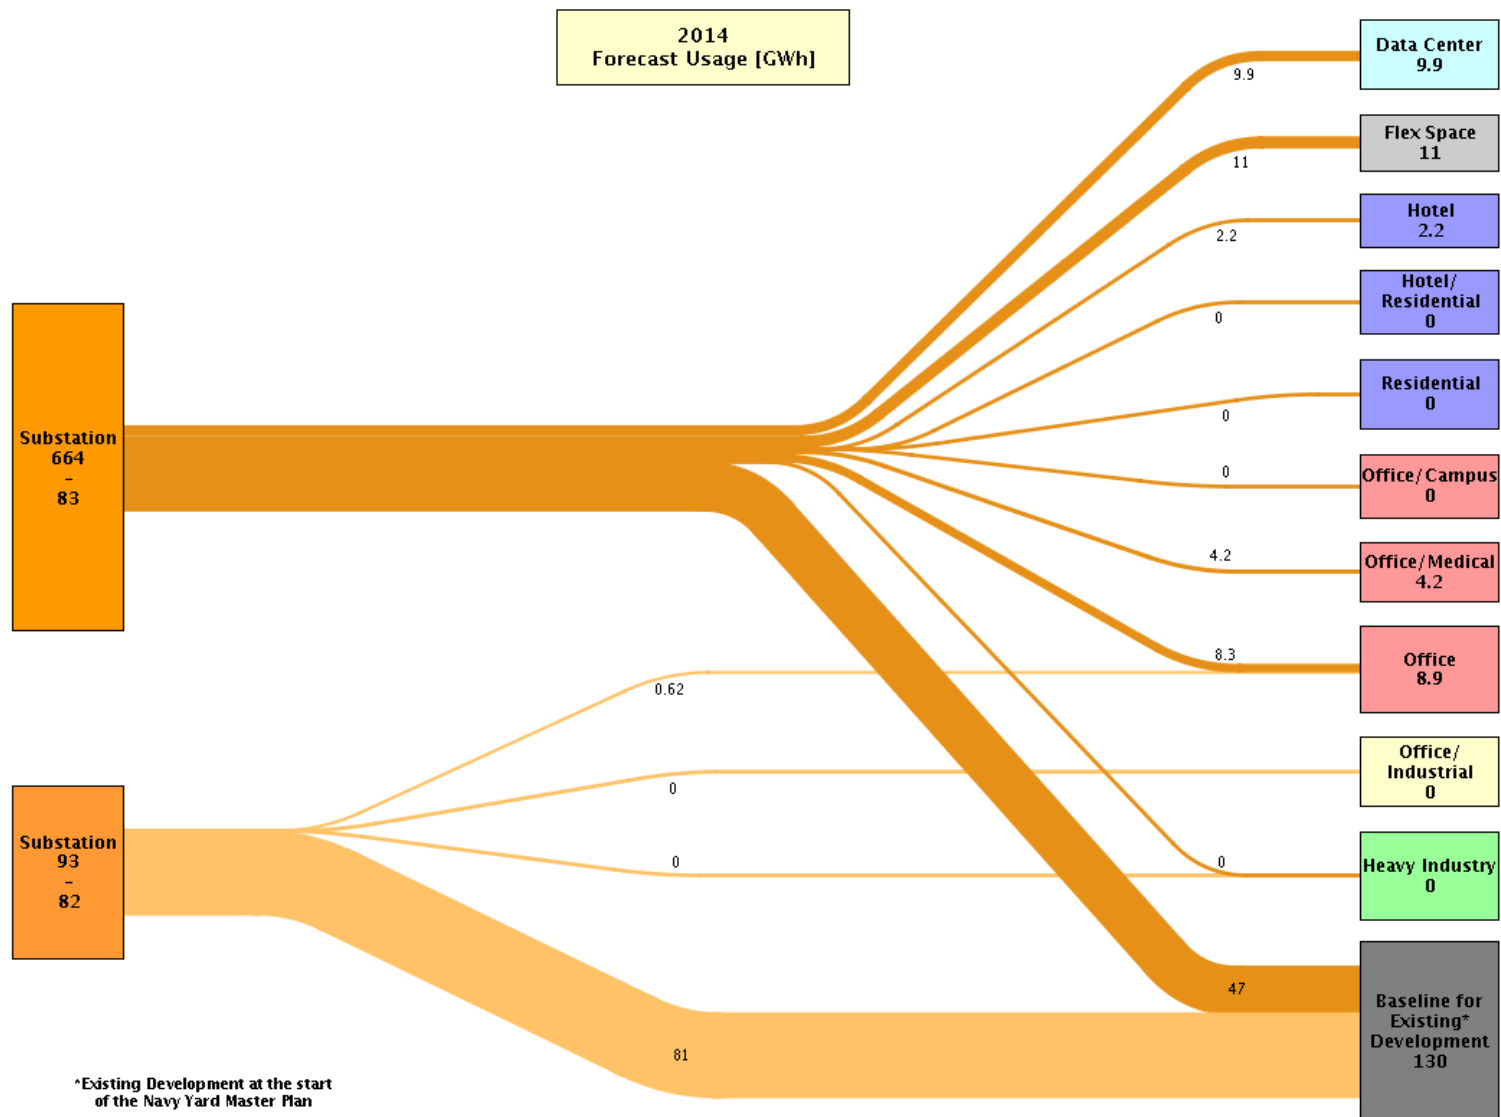 2014
Forecast Usage [GWh]
Data Center
9.9
9.9
Flex Space
11
11
Hotel
2.2
2.2
Hotel/
Residential
0
0
Residential
0
0
Substation
664
–
83
Office/Campus
0
0
Office/Medical
4.2
4.2
Office
8.9
8.3
0.62
Office/
Industrial
0
0
Substation
93
–
82
Heavy Industry
0
0
0
Baseline for
Existing*
Development
130
47
81
*Existing Development at the start
of the Navy Yard Master Plan